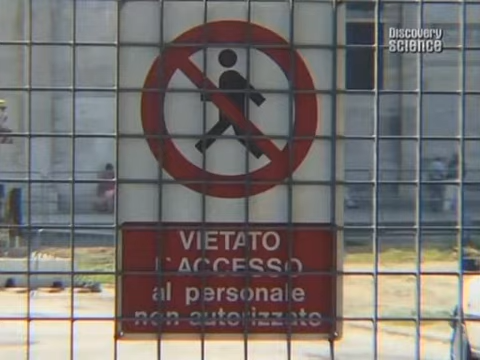 Discovery
SCIENCE
VIETATO
L'ACCESSO
al personale
non autorizzato